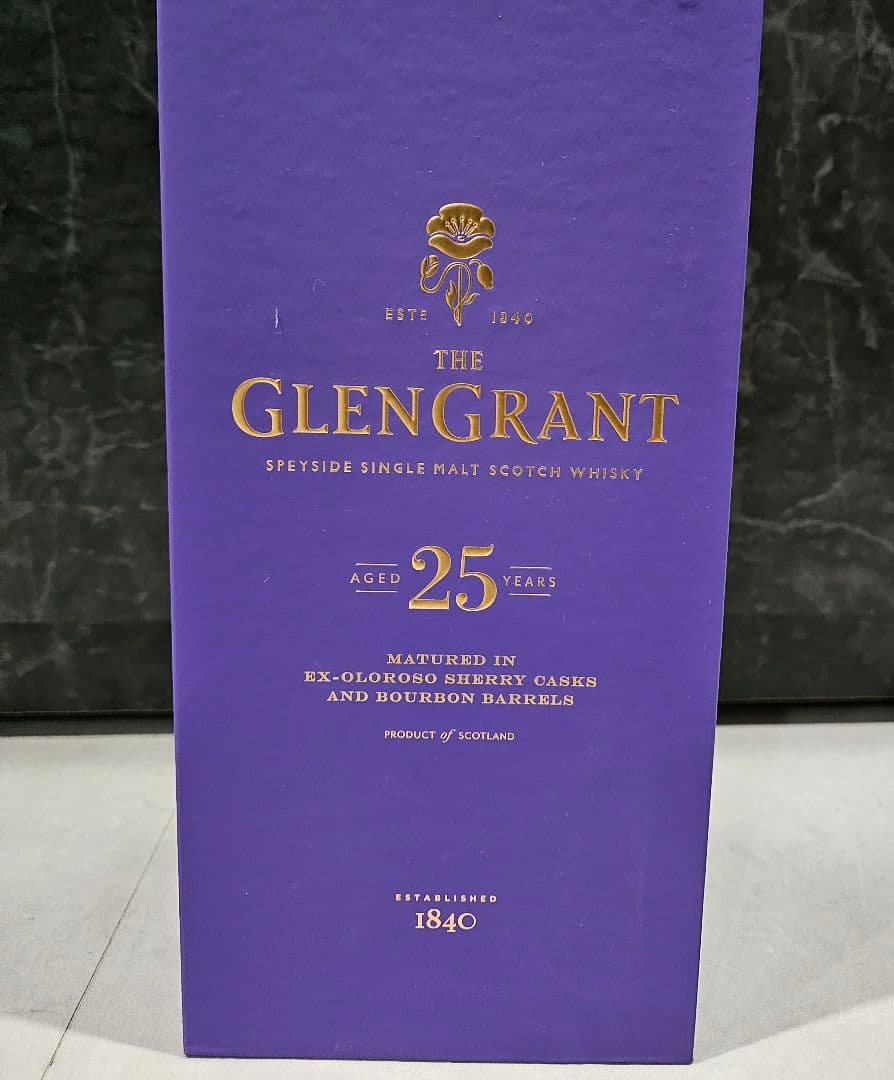 ESTD 1840
THE
GLENGRANT
SPEYSIDE SINGLE MALT SCOTCH WHISKY
AGED 25 YEARS
MATURED IN
EX-OLOROSO SHERRY CASKS
AND BOURBON BARRELS
PRODUCT of SCOTLAND
ESTABLISHED
1840